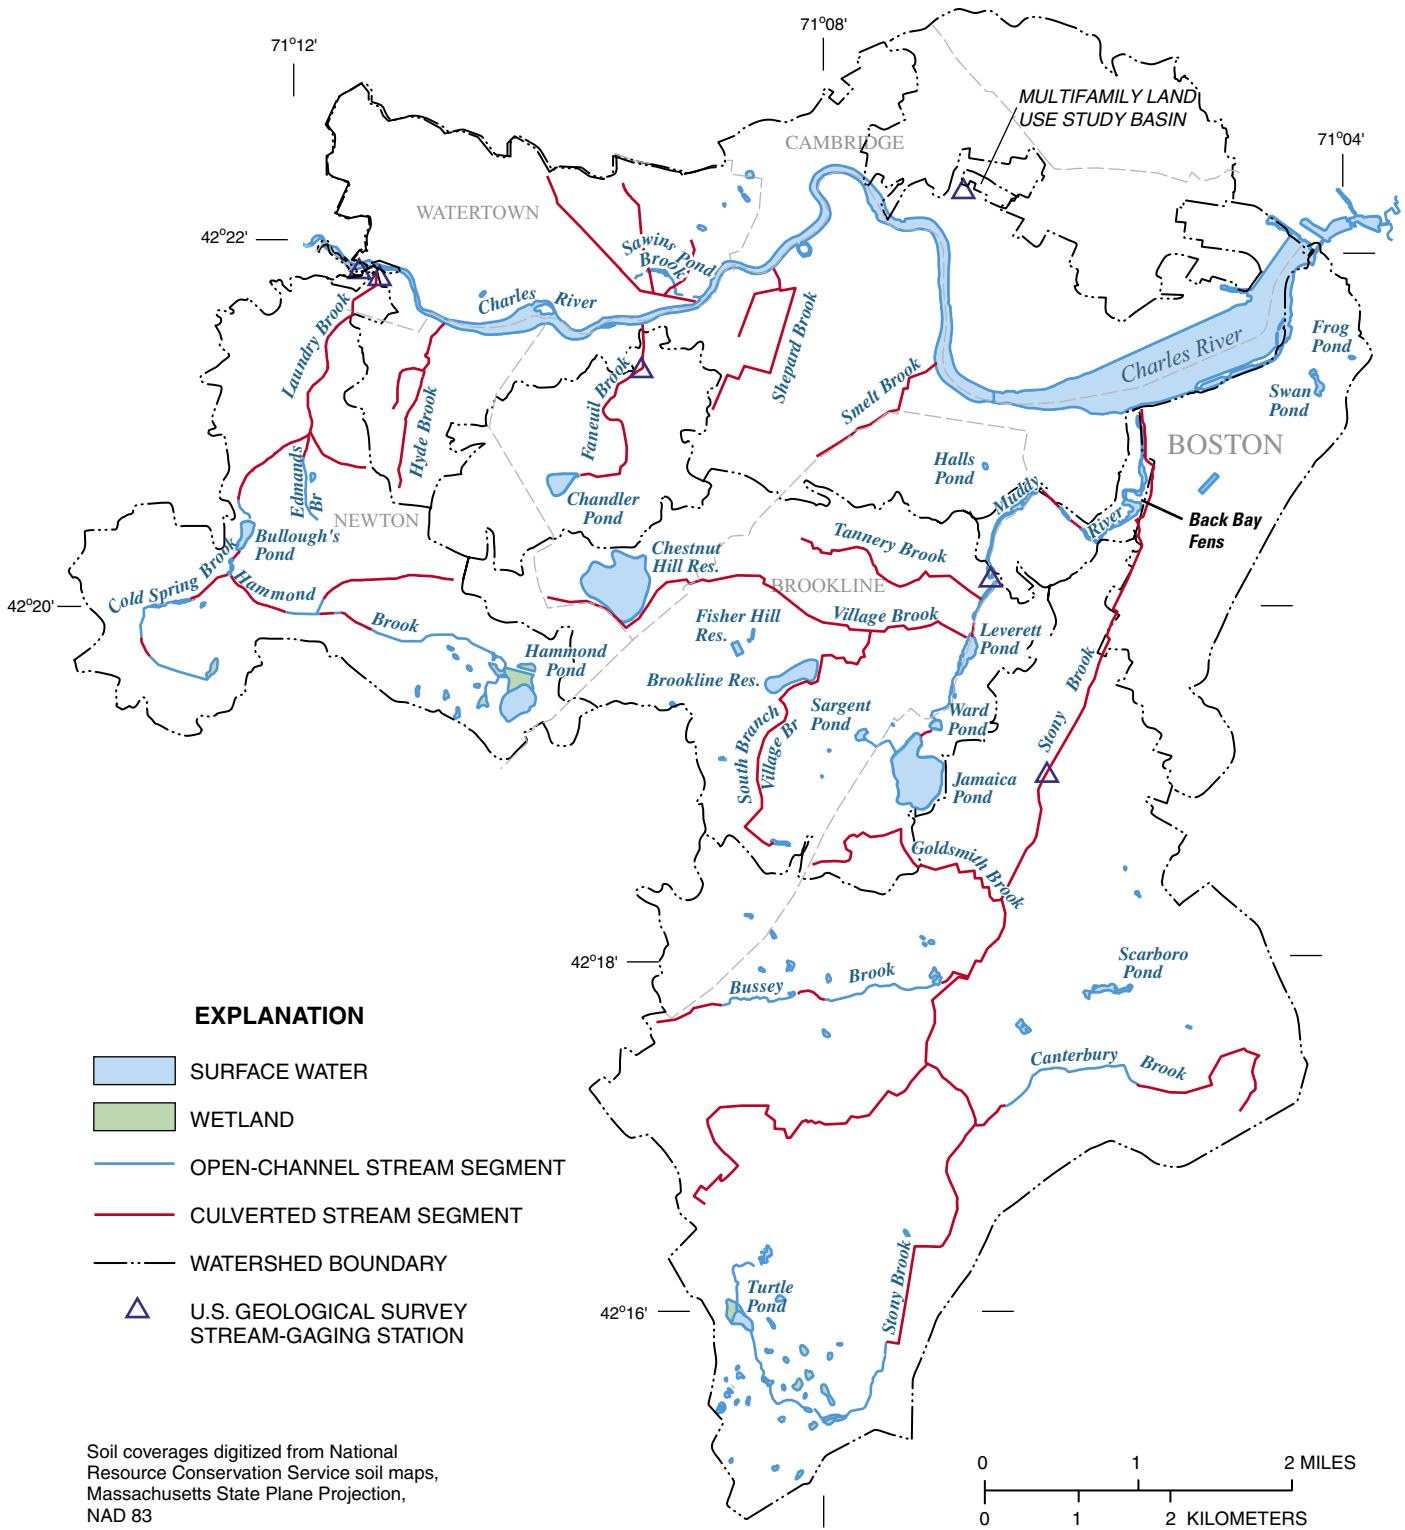 71°12'
71°08'
71°04'
MULTIFAMILY LAND
USE STUDY BASIN
CAMBRIDGE
WATERTOWN
42°22'
Sawins Pond
Brook
Charles River
Laundry Brook
Hyde Brook
Faneuil Brook
Shepard Brook
Smelt Brook
Charles River
Frog
Pond
Swan
Pond
BOSTON
Halls
Pond
Edmands
Br
Chandler
Pond
NEWTON
Bullough's
Pond
Muddy
River
Back Bay
Fens
Tannery Brook
Chestnut
Hill Res.
BROOKLINE
Cold Spring Brook
Hammond
Brook
42°20'
Fisher Hill
Res.
Village Brook
Leverett
Pond
Hammond
Pond
Brookline Res.
Sargent
Pond
Ward
Pond
Stony
Brook
South Branch
Village Br
Jamaica
Pond
Goldsmith Brook
42°18'
Bussey
Brook
Scarboro
Pond
Canterbury
Brook
EXPLANATION
SURFACE WATER
WETLAND
OPEN-CHANNEL STREAM SEGMENT
CULVERTED STREAM SEGMENT
WATERSHED BOUNDARY
U.S. GEOLOGICAL SURVEY
STREAM-GAGING STATION
Turtle
Pond
Stony Brook
42°16'
Soil coverages digitized from National
Resource Conservation Service soil maps,
Massachusetts State Plane Projection,
NAD 83
0 1 2 MILES
0 1 2 KILOMETERS